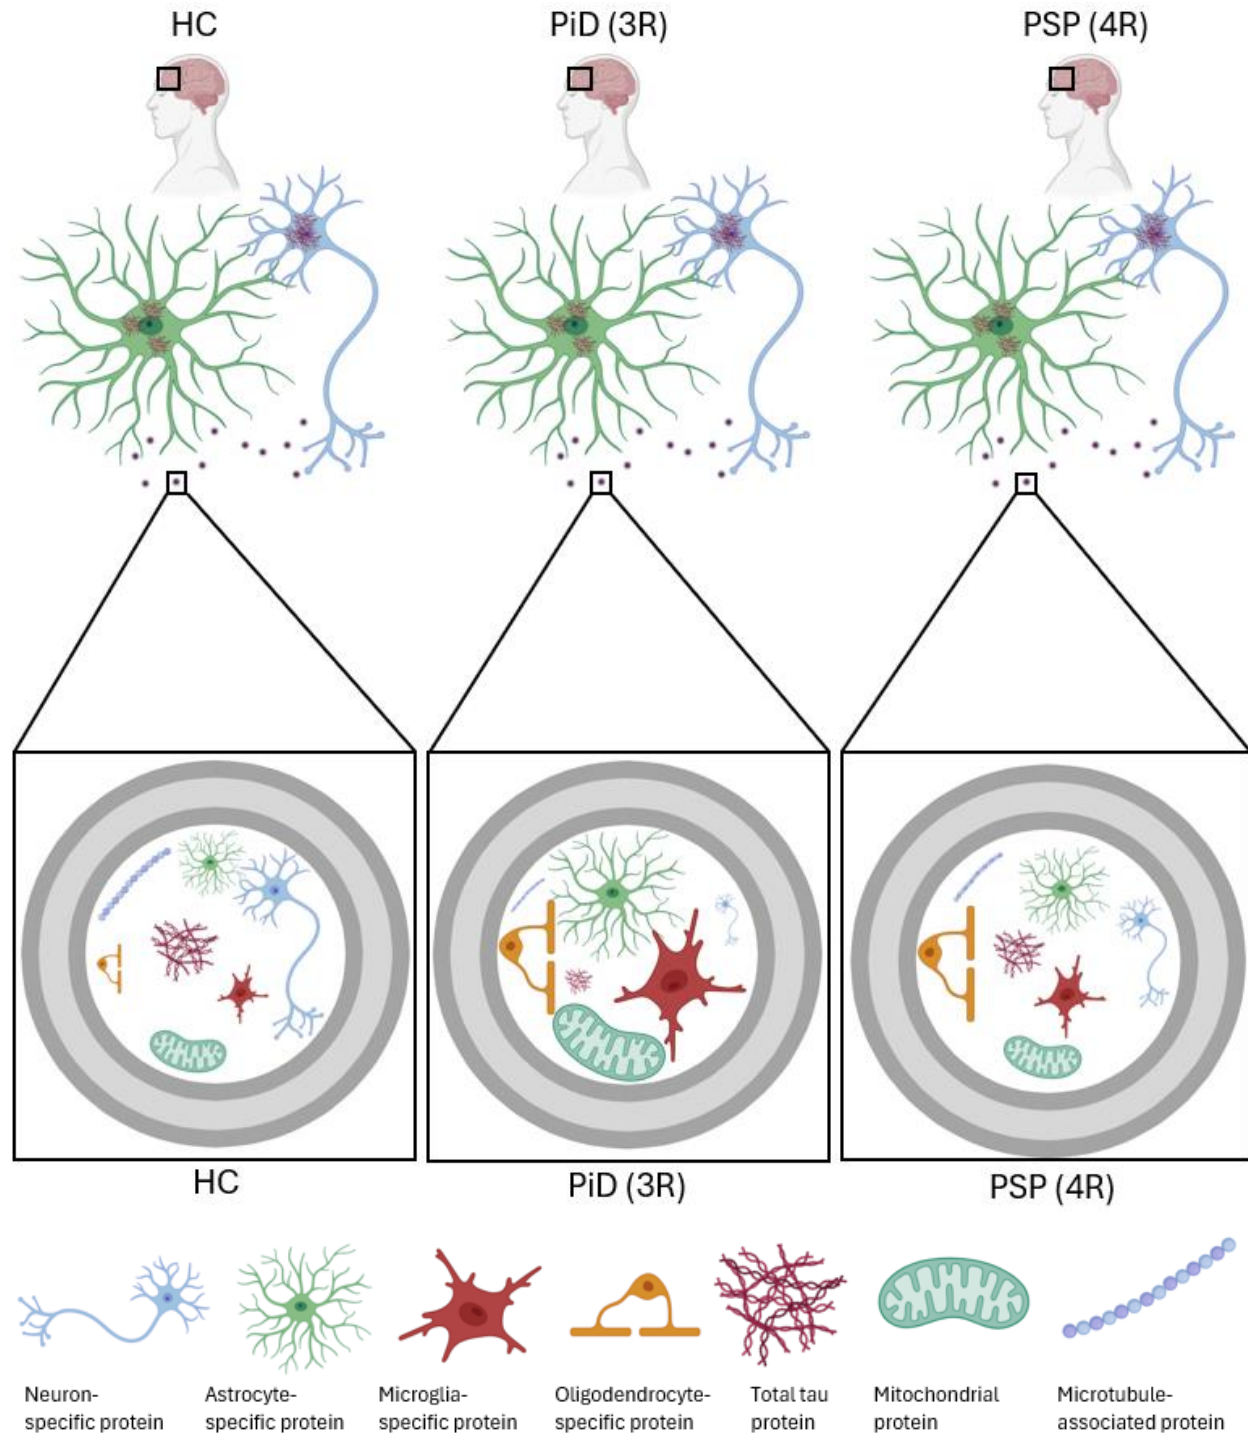 HC
PiD (3R)
PSP (4R)
HC
PiD (3R)
PSP (4R)
Neuron-
specific protein
Astrocyte-
specific protein
Microglia-
specific protein
Oligodendrocyte-
specific protein
Total tau
protein
Mitochondrial
protein
Microtubule-
associated protein